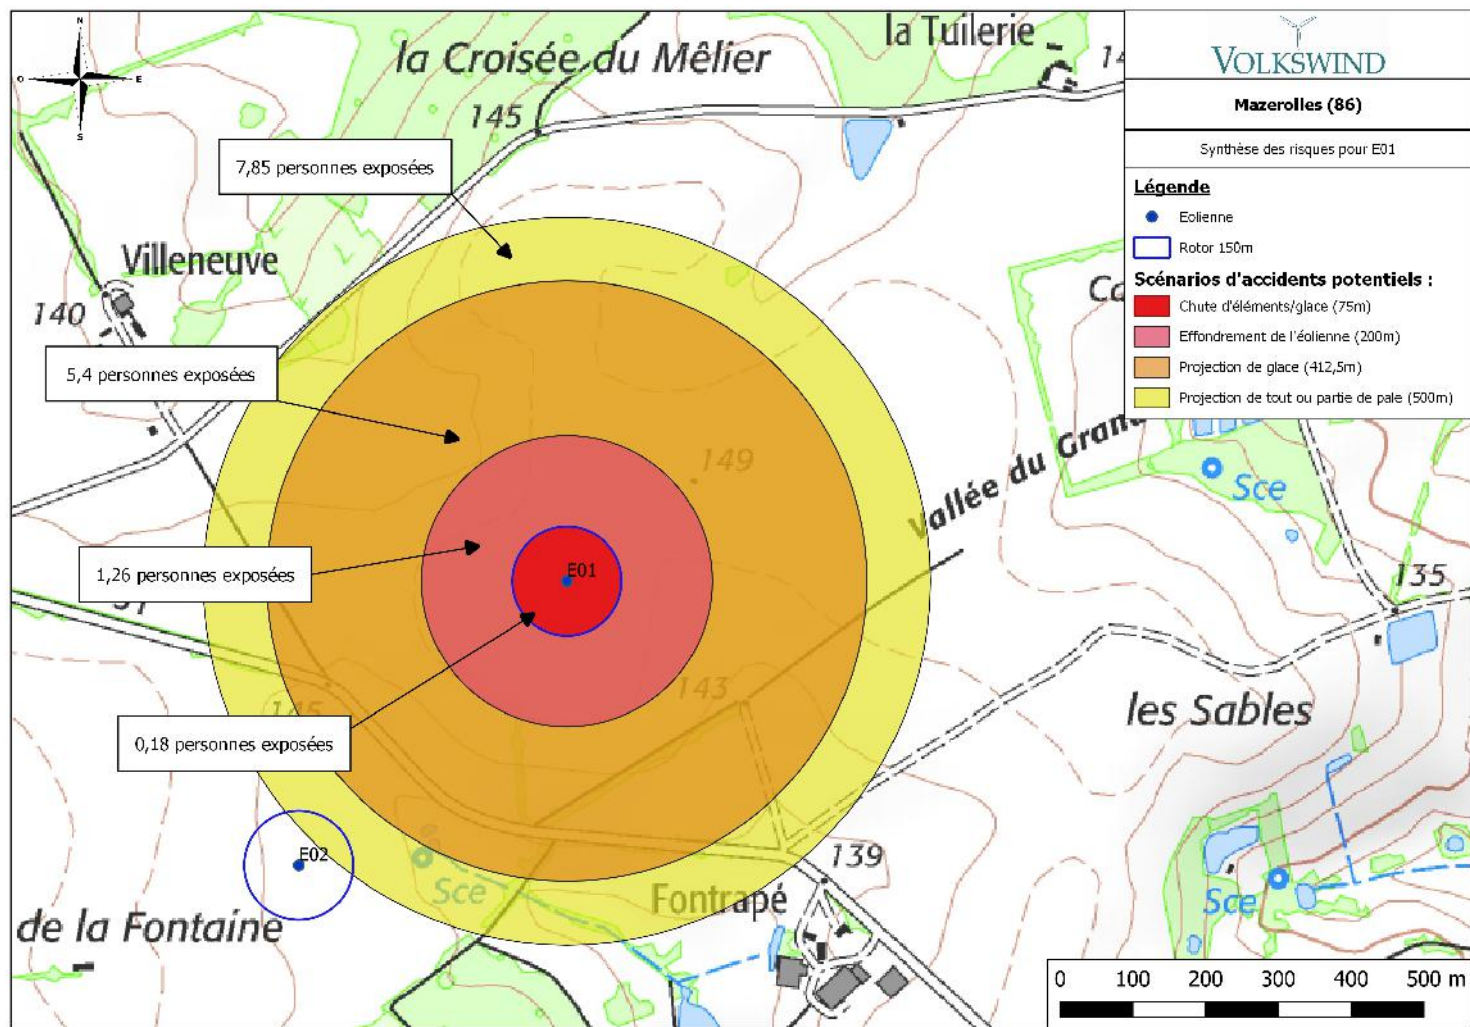 N
O
E
S
la Croisée du Mêlier
la Tuilerie
145
7,85 personnes exposées
Villeneuve
140
5,4 personnes exposées
149
Vallée du Grand
Sce
1,26 personnes exposées
E01
135
143
les Sables
145
0,18 personnes exposées
E02
139
Sce
Fontrapé
Sce
de la Fontaine
VOLKSWIND
Mazerolles (86)
Synthèse des risques pour E01
Légende
Eolienne
Rotor 150m
Scénarios d'accidents potentiels :
Chute d'éléments/glace (75m)
Effondrement de l'éolienne (200m)
Projection de glace (412,5m)
Projection de tout ou partie de pale (500m)
0 100 200 300 400 500 m